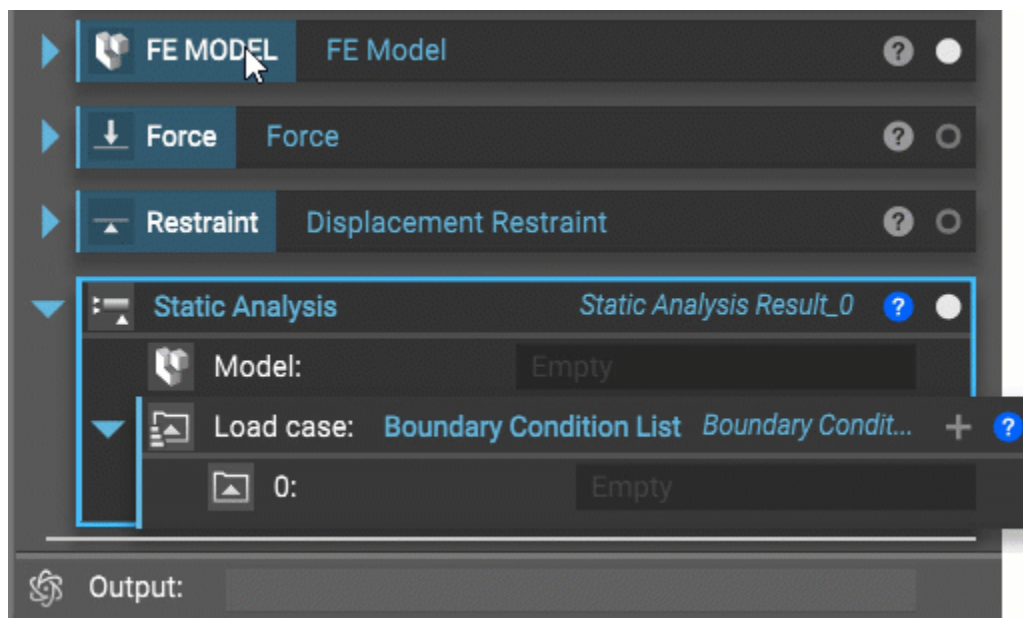 FE MODEL FE Model ?
Force Force ?
Restraint Displacement Restraint ?
Static Analysis Static Analysis Result_0 ?
Model: Empty
Load case: Boundary Condition List Boundary Condit... + ?
0: Empty
Output: